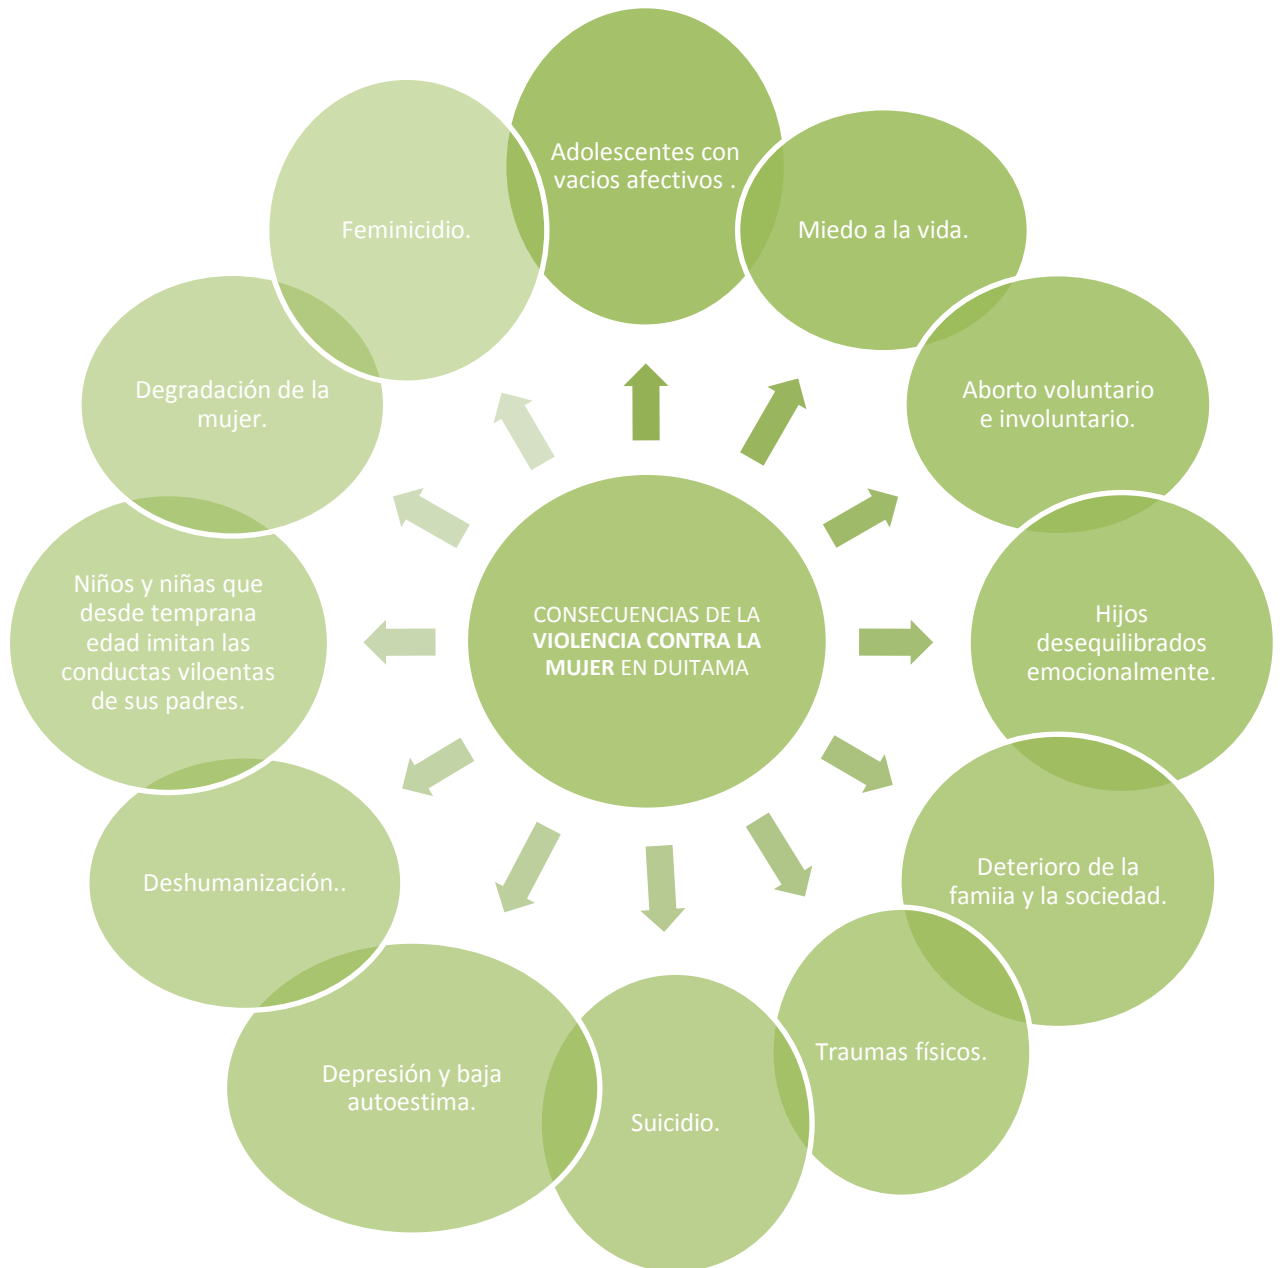 Adolescentes con
vacios afectivos .
Miedo a la vida.
Aborto voluntario
e involuntario.
Hijos
desequilibrados
emocionalmente.
Deterioro de la
famiia y la sociedad.
Traumas físicos.
Suicidio.
Depresión y baja
autoestima.
Deshumanización..
Niños y niñas que
desde temprana
edad imitan las
conductas viloentas
de sus padres.
Degradación de la
mujer.
Feminicidio.
CONSECUENCIAS DE LA
VIOLENCIA CONTRA LA
MUJER EN DUITAMA